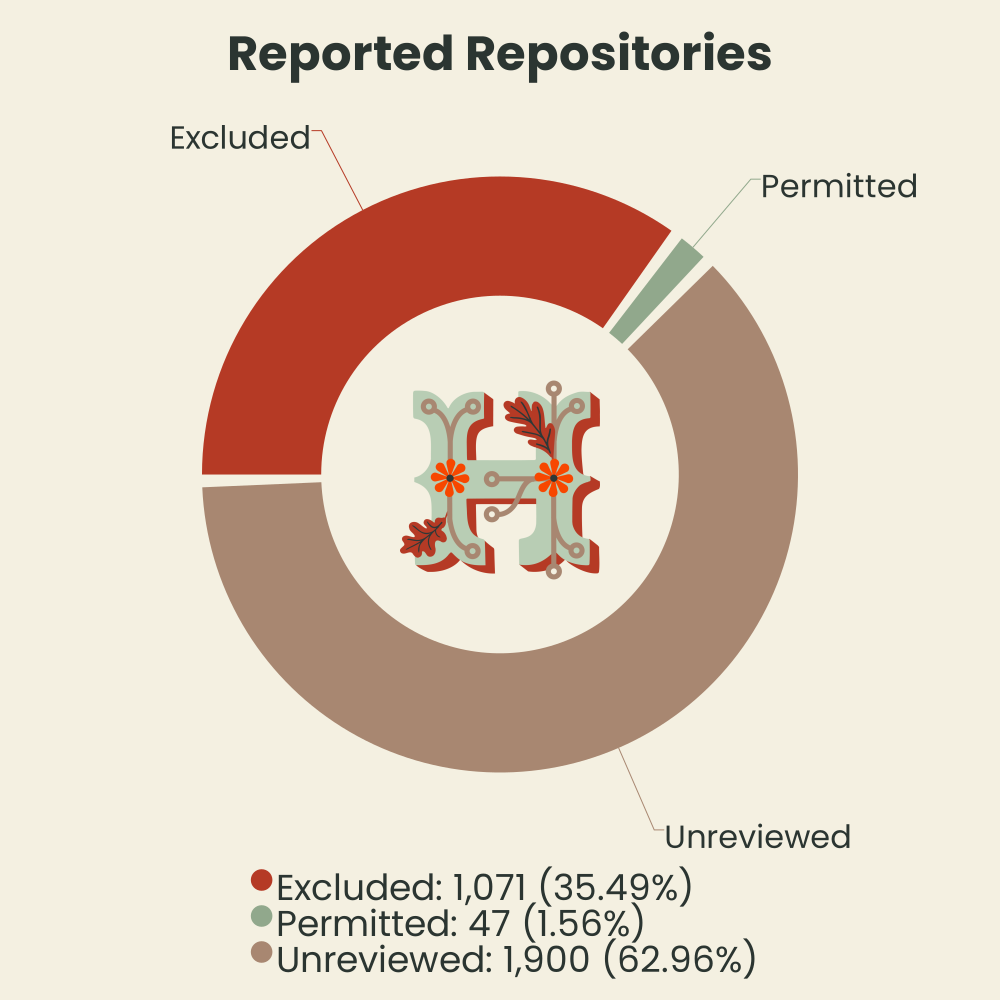 Reported Repositories
Excluded
Permitted
H
Unreviewed
Excluded: 1,071 (35.49%)
Permitted: 47 (1.56%)
Unreviewed: 1,900 (62.96%)